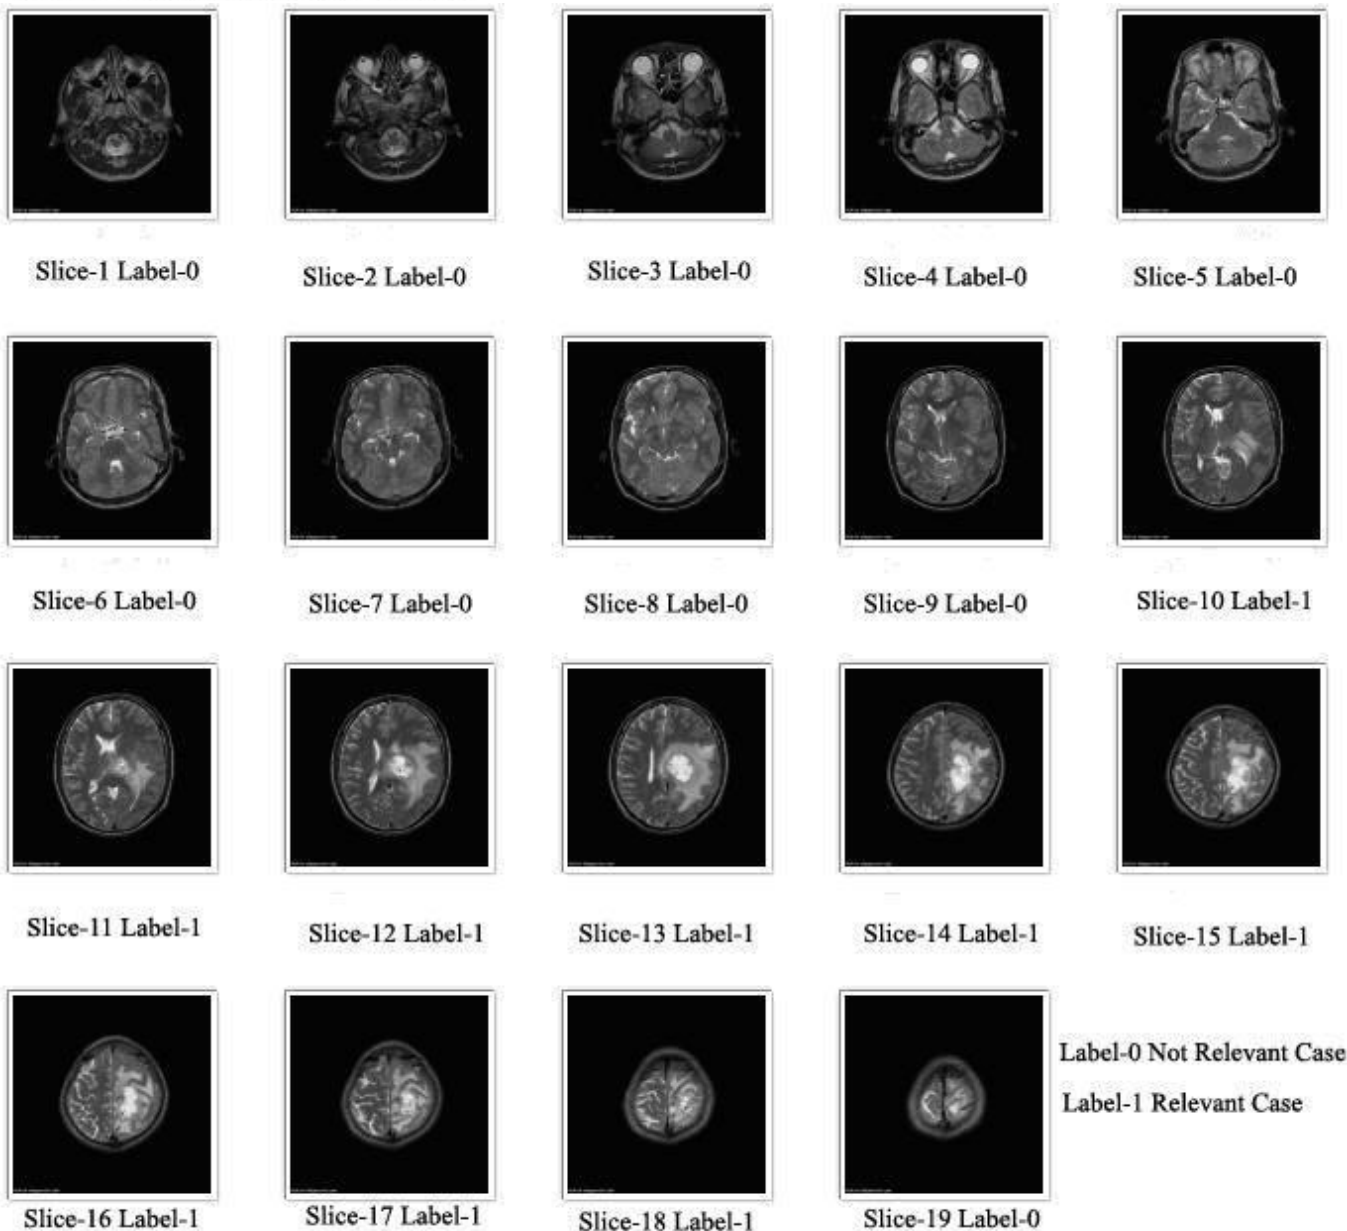 Slice-1 Label-0
Slice-2 Label-0
Slice-3 Label-0
Slice-4 Label-0
Slice-5 Label-0
Slice-6 Label-0
Slice-7 Label-0
Slice-8 Label-0
Slice-9 Label-0
Slice-10 Label-1
Slice-11 Label-1
Slice-12 Label-1
Slice-13 Label-1
Slice-14 Label-1
Slice-15 Label-1
Label-0 Not Relevant Case
Label-1 Relevant Case
Slice-16 Label-1
Slice-17 Label-1
Slice-18 Label-1
Slice-19 Label-0